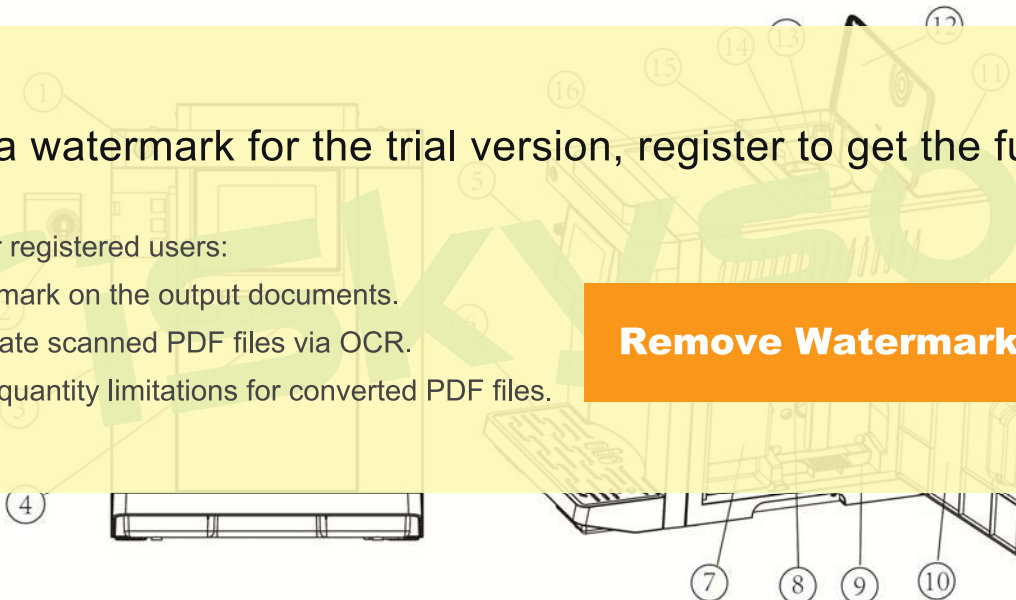 12
13
14
15
11
16
1
a watermark for the trial version, register to get the fu
5
iSkyso
registered users:
mark on the output documents.
2
6
ate scanned PDF files via OCR.
Remove Watermark
quantity limitations for converted PDF files.
3
4
7
8
9
10